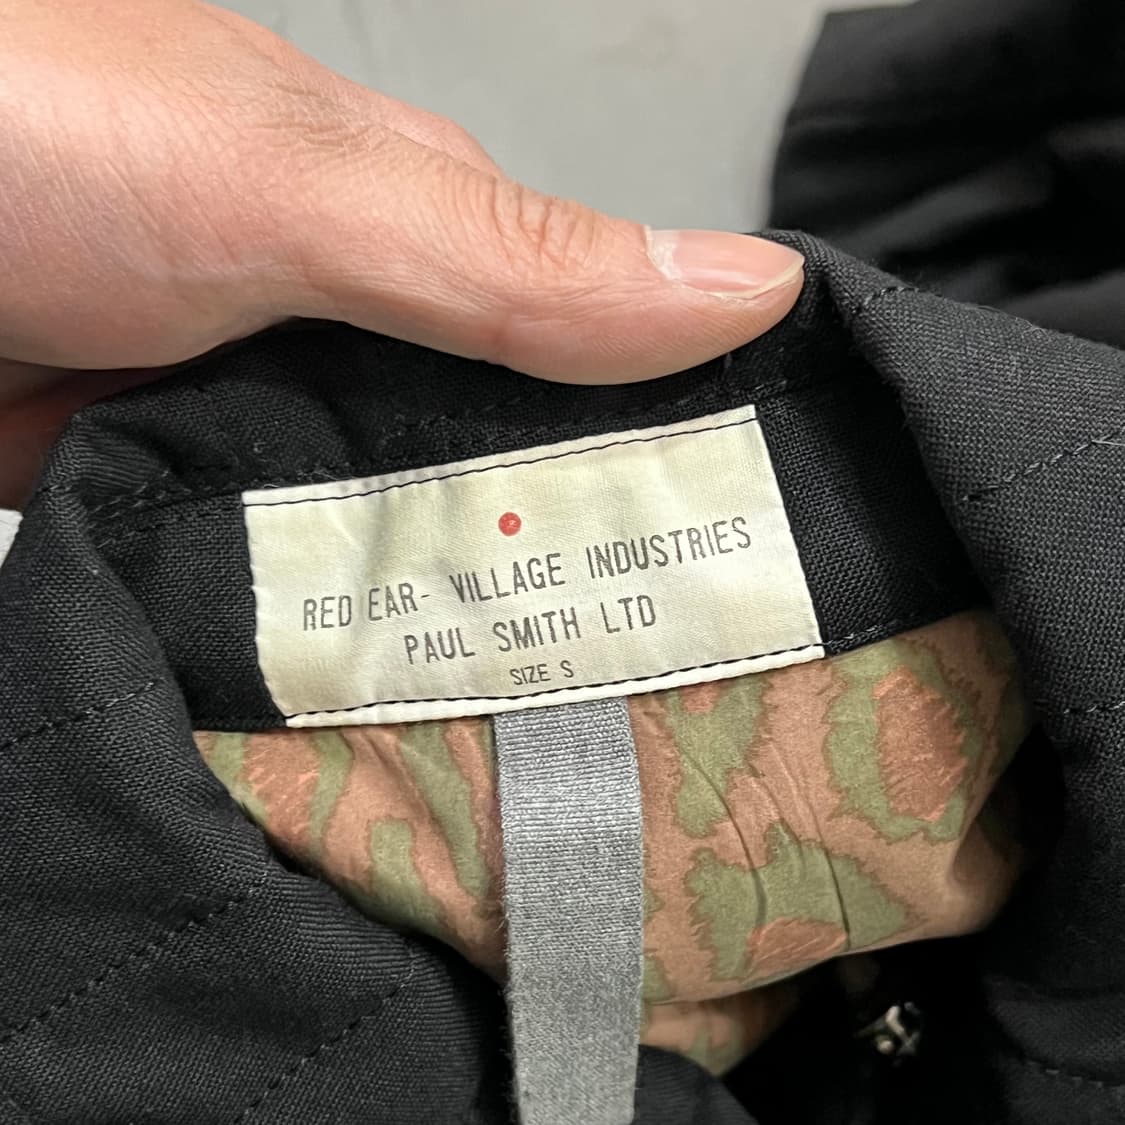 RED EAR- VILLAGE INDUSTRIES
PAUL SMITH LTD
SIZE S